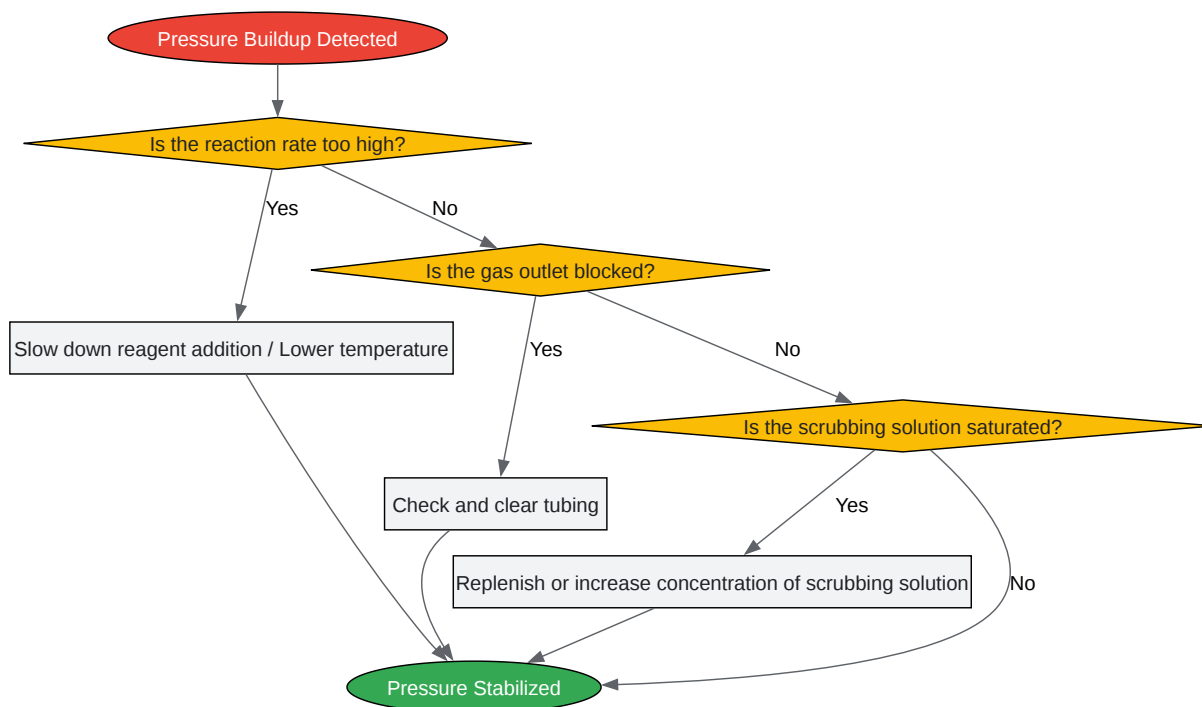 Pressure Buildup Detected
Is the reaction rate too high?
Yes
No
Is the gas outlet blocked?
Slow down reagent addition / Lower temperature
Yes
No
Is the scrubbing solution saturated?
Check and clear tubing
Yes
Replenish or increase concentration of scrubbing solution
No
Pressure Stabilized